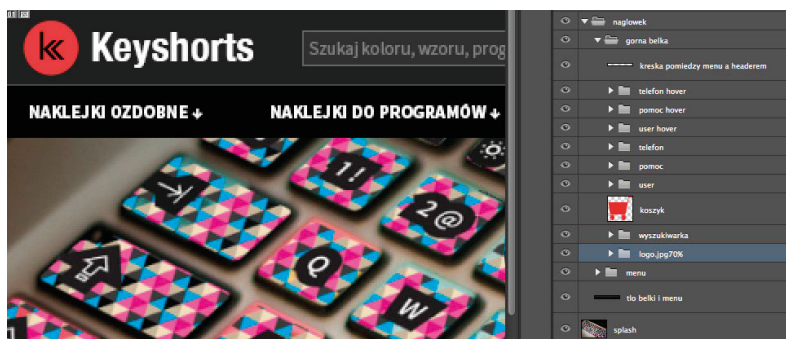 Keyshorts
Szukaj koloru, wzoru, prog
NAKLEJKI OZDOBNE ↓
NAKLEJKI DO PROGRAMÓW ↓
1!
2@
Q
W
naglowek
gorna belka
kreska pomiedzy menu a headerem
telefon hover
pomoc hover
user hover
telefon
pomoc
user
koszyk
wyszukiwarka
logo.jpg70%
menu
tlo belki i menu
splash